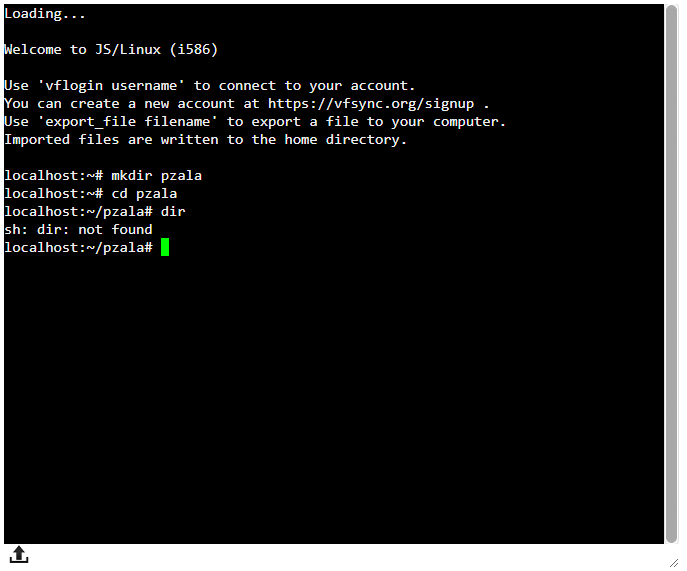 Loading...
Welcome to JS/Linux (i586)
Use 'vflogin username' to connect to your account.
You can create a new account at https://vfsync.org/signup .
Use 'export_file filename' to export a file to your computer.
Imported files are written to the home directory.
localhost:~# mkdir pzala
localhost:~# cd pzala
localhost:~/pzala# dir
sh: dir: not found
localhost:~/pzala#